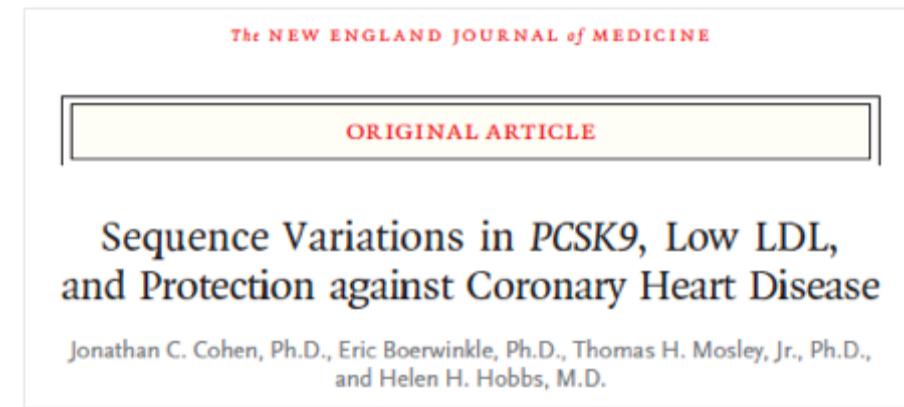 The NEW ENGLAND JOURNAL of MEDICINE
ORIGINAL ARTICLE
Sequence Variations in PCSK9, Low LDL,
and Protection against Coronary Heart Disease
Jonathan C. Cohen, Ph.D., Eric Boerwinkle, Ph.D., Thomas H. Mosley, Jr., Ph.D.,
and Helen H. Hobbs, M.D.